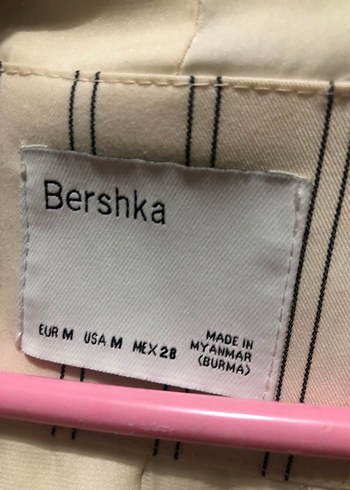 Bershka
EUR M USA M MEX 28
MADE IN
MYANMAR
(BURMA)